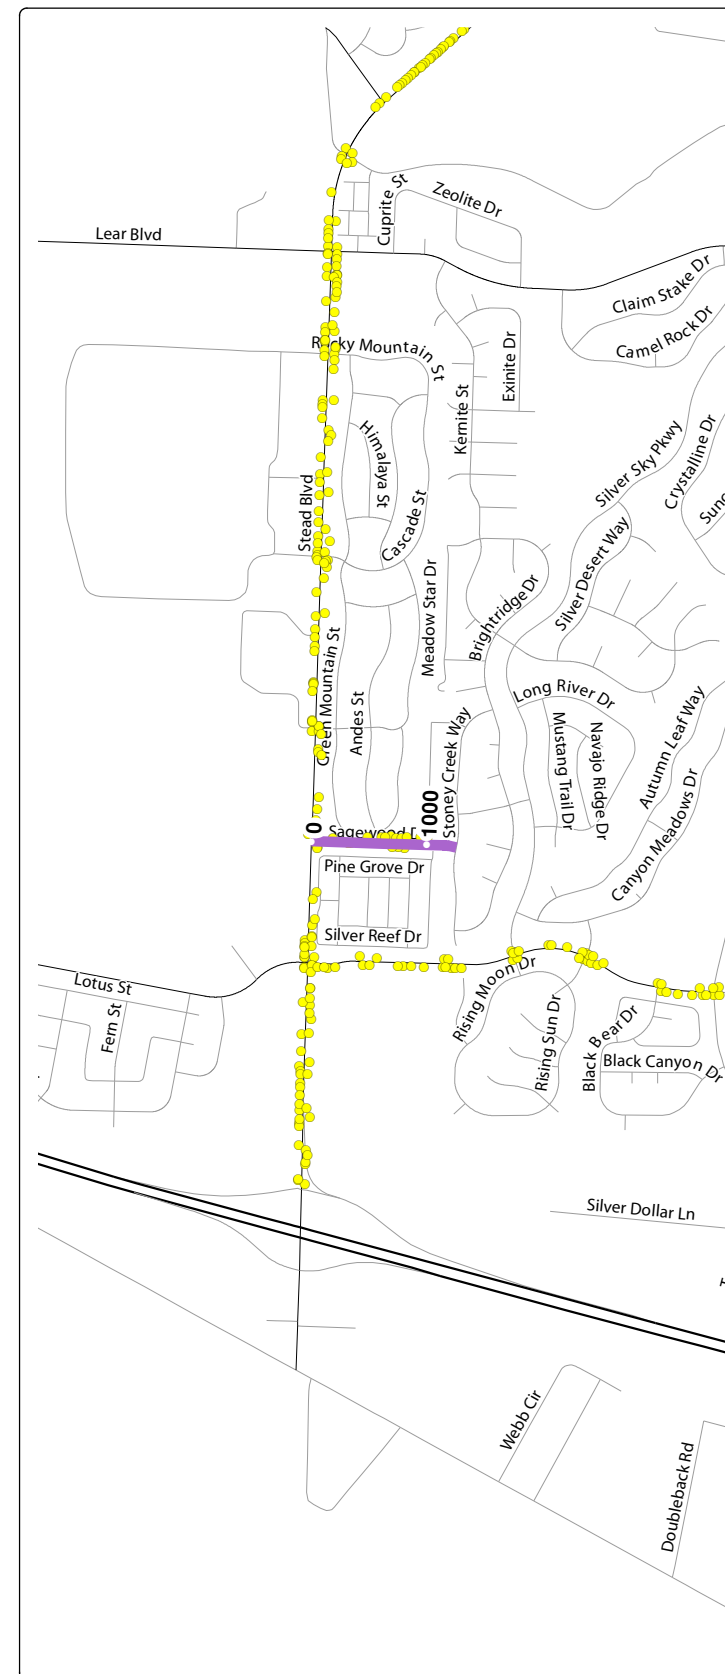 Cuprite St
Zeolite Dr
Lear Blvd
Claim Stake Dr
Camel Rock Dr
Rocky Mountain St
Exinite Dr
Kernite St
Himalaya St
Cascade St
Stead Blvd
Silver Sky Pkwy
Crystalline Dr
Silver Desert Way
Meadow Star Dr
Brightridge Dr
Green Mountain St
Andes St
Long River Dr
Stoney Creek Way
Mustang Trail Dr
Navajo Ridge Dr
Autumn Leaf Way
Canyon Meadows Dr
0
Sagewood
1000
Pine Grove Dr
Silver Reef Dr
Lotus St
Fern St
Rising Moon Dr
Rising Sun Dr
Black Bear Dr
Black Canyon Dr
Silver Dollar Ln
Webb Cir
Doubleback Rd